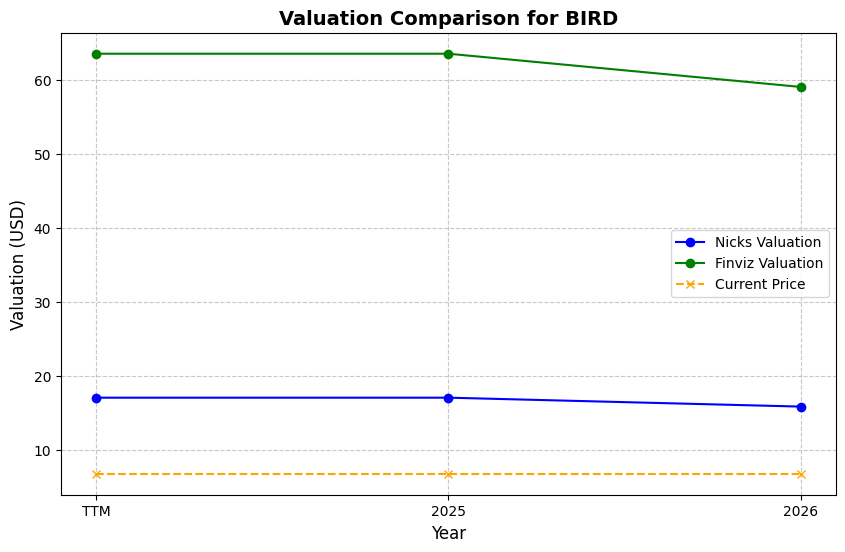 Valuation Comparison for BIRD
Valuation (USD)
60
50
40
30
20
10
Nicks Valuation
Finviz Valuation
Current Price
TTM
2025
2026
Year